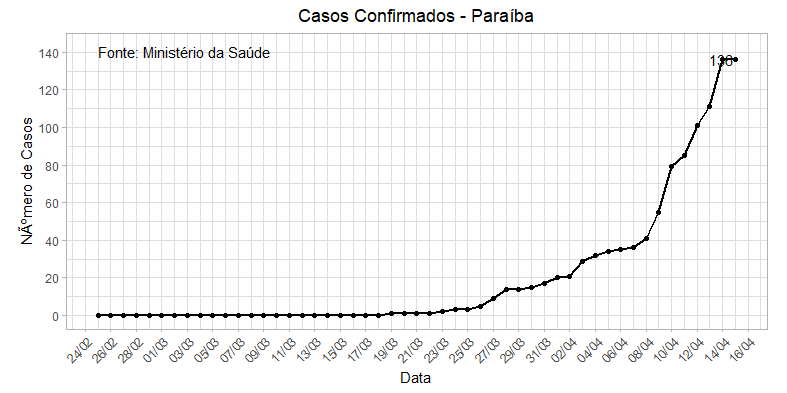 Casos Confirmados - Paraíba
Fonte: Ministério da Saúde
136
NÃºmero de Casos
140
120
100
80
60
40
20
0
24/02 26/02 28/02 01/03 03/03 05/03 07/03 09/03 11/03 13/03 15/03 17/03 19/03 21/03 23/03 25/03 27/03 29/03 31/03 02/04 04/04 06/04 08/04 10/04 12/04 14/04 16/04
Data